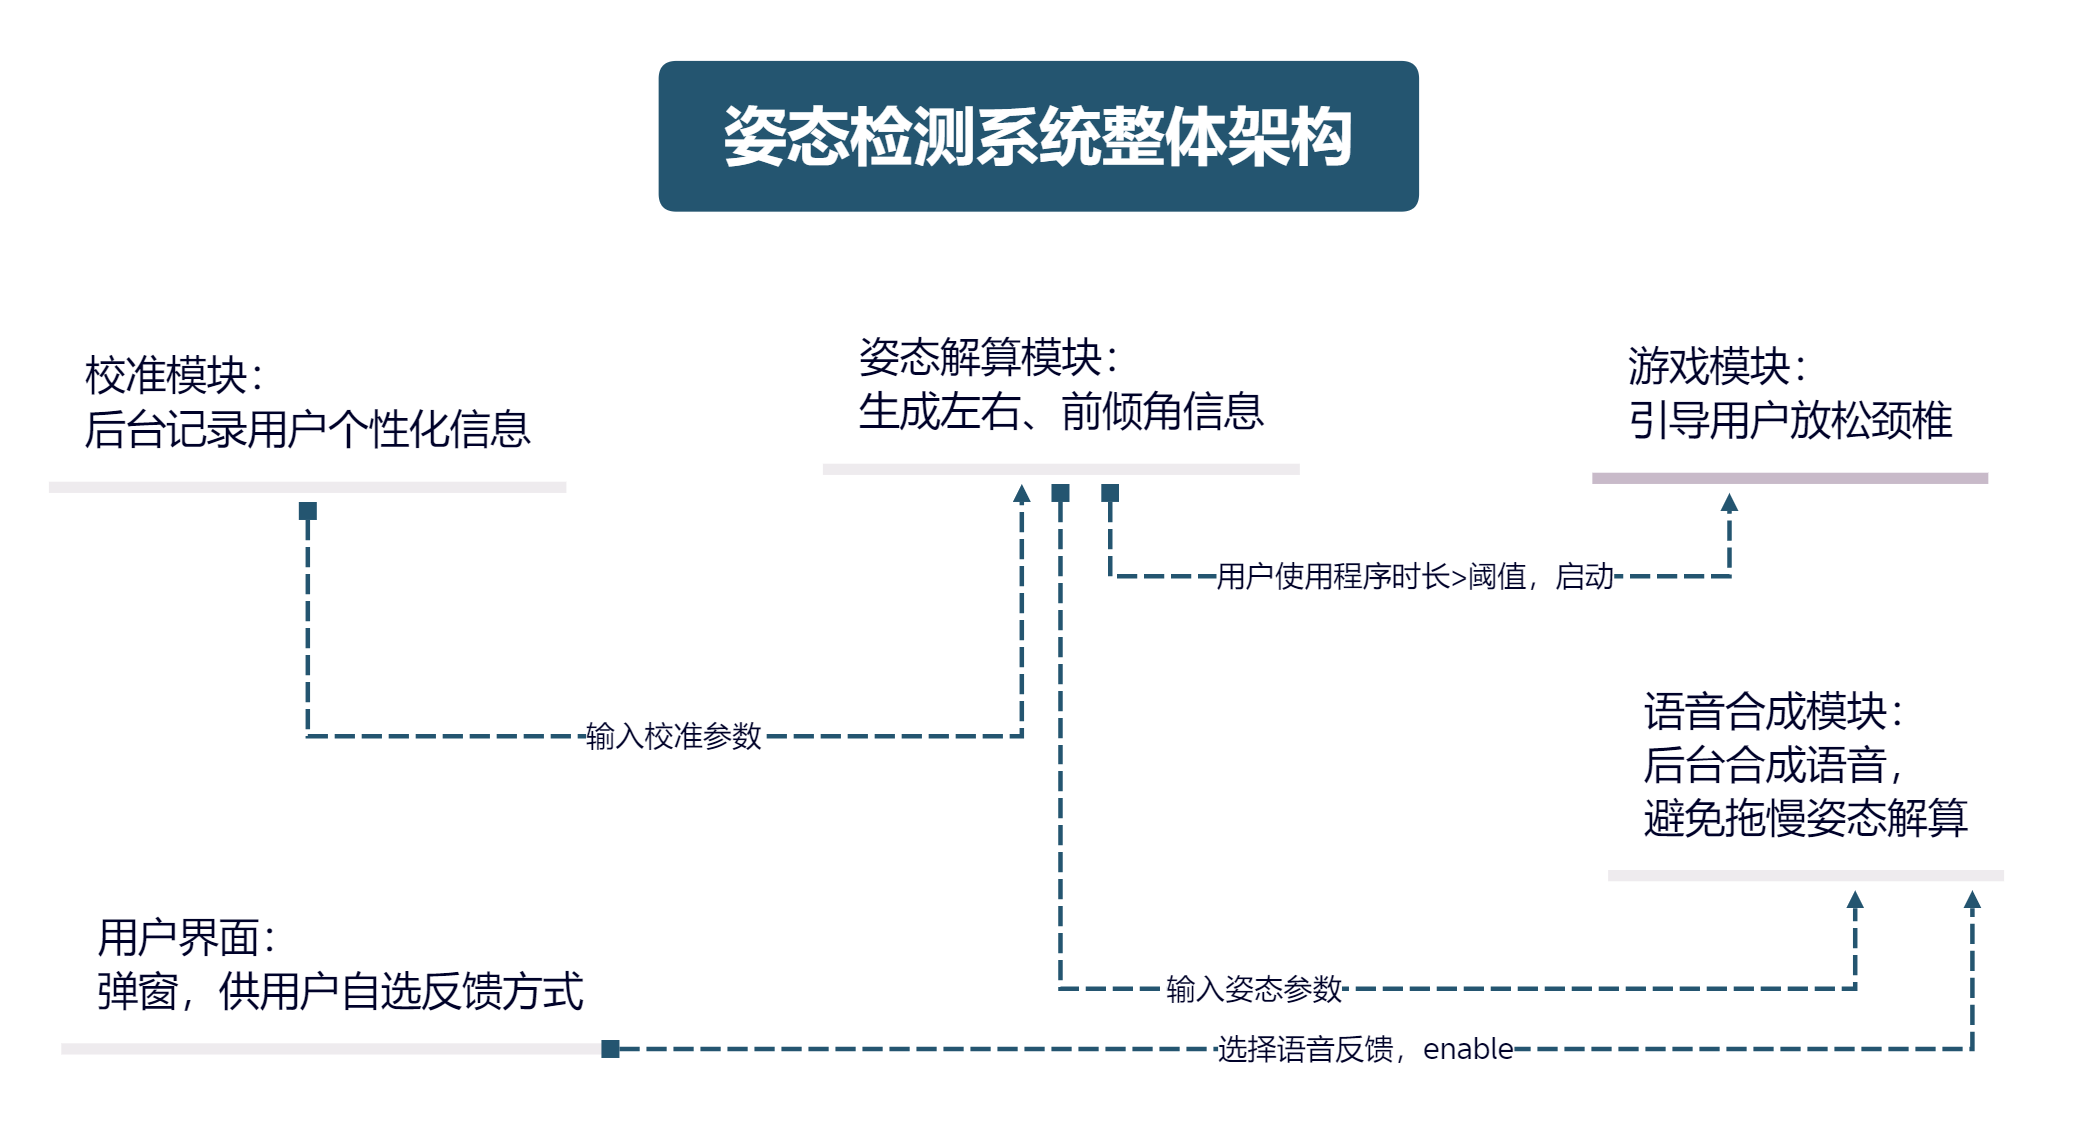 姿态检测系统整体架构
校准模块：
后台记录用户个性化信息
姿态解算模块：
生成左右、前倾角信息
游戏模块：
引导用户放松颈椎
用户使用程序时长>阈值，启动
输入校准参数
语音合成模块：
后台合成语音，
避免拖慢姿态解算
用户界面：
弹窗，供用户自选反馈方式
输入姿态参数
选择语音反馈，enable